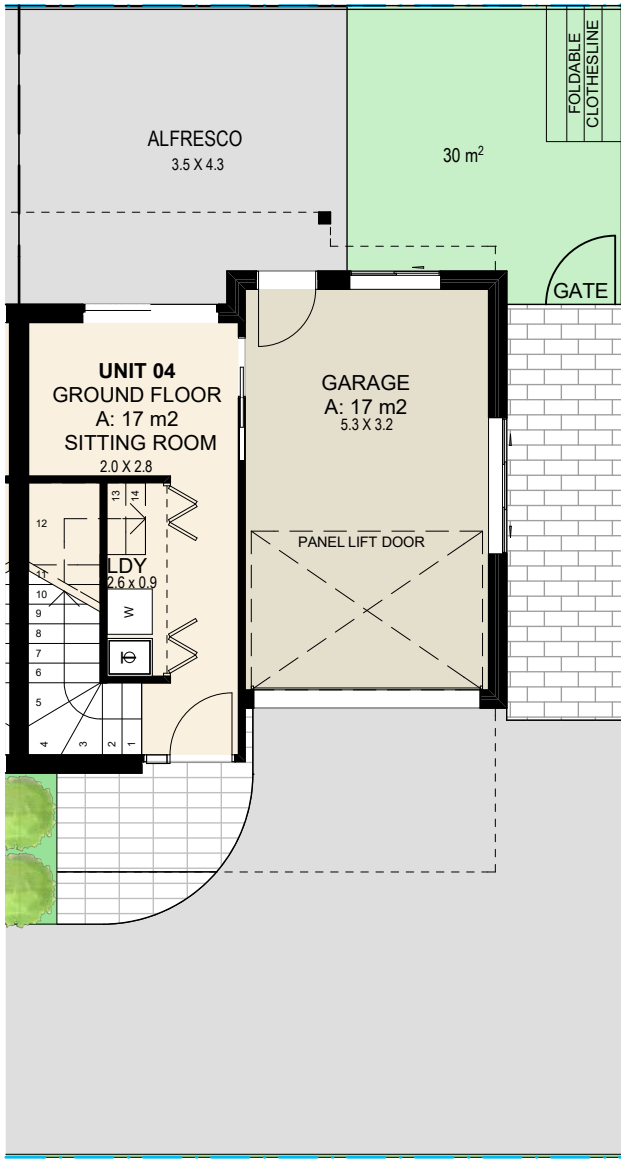 FOLDABLE
CLOTHESLINE
ALFRESCO
3.5 X 4.3
30 m²
GATE
UNIT 04
GROUND FLOOR
A: 17 m2
SITTING ROOM
2.0 X 2.8
GARAGE
A: 17 m2
5.3 X 3.2
PANEL LIFT DOOR
13
14
12
11
10
9
8
7
6
5
4
3
2
1
LDY
2.6 x 0.9
W